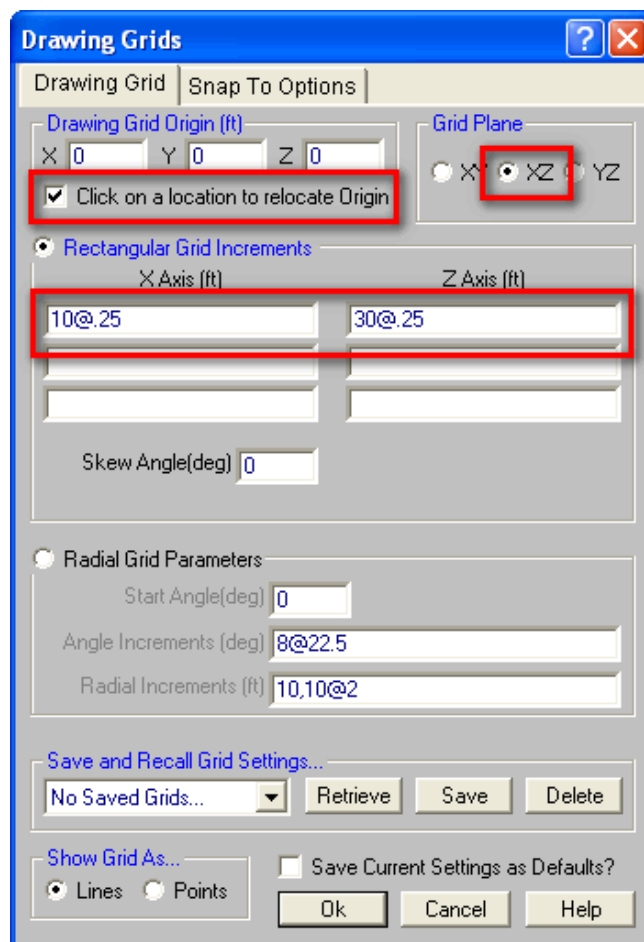 Drawing Grids
Drawing Grid Snap To Options
Drawing Grid Origin (ft)
X 0 Y 0 Z 0
Click on a location to relocate Origin
Grid Plane
XY XZ YZ
Rectangular Grid Increments
X Axis (ft) Z Axis (ft)
10@.25 30@.25
Skew Angle(deg) 0
Radial Grid Parameters
Start Angle(deg) 0
Angle Increments (deg) 8@22.5
Radial Increments (ft) 10,10@2
Save and Recall Grid Settings...
No Saved Grids... Retrieve Save Delete
Show Grid As...
Lines Points
Save Current Settings as Defaults?
Ok Cancel Help